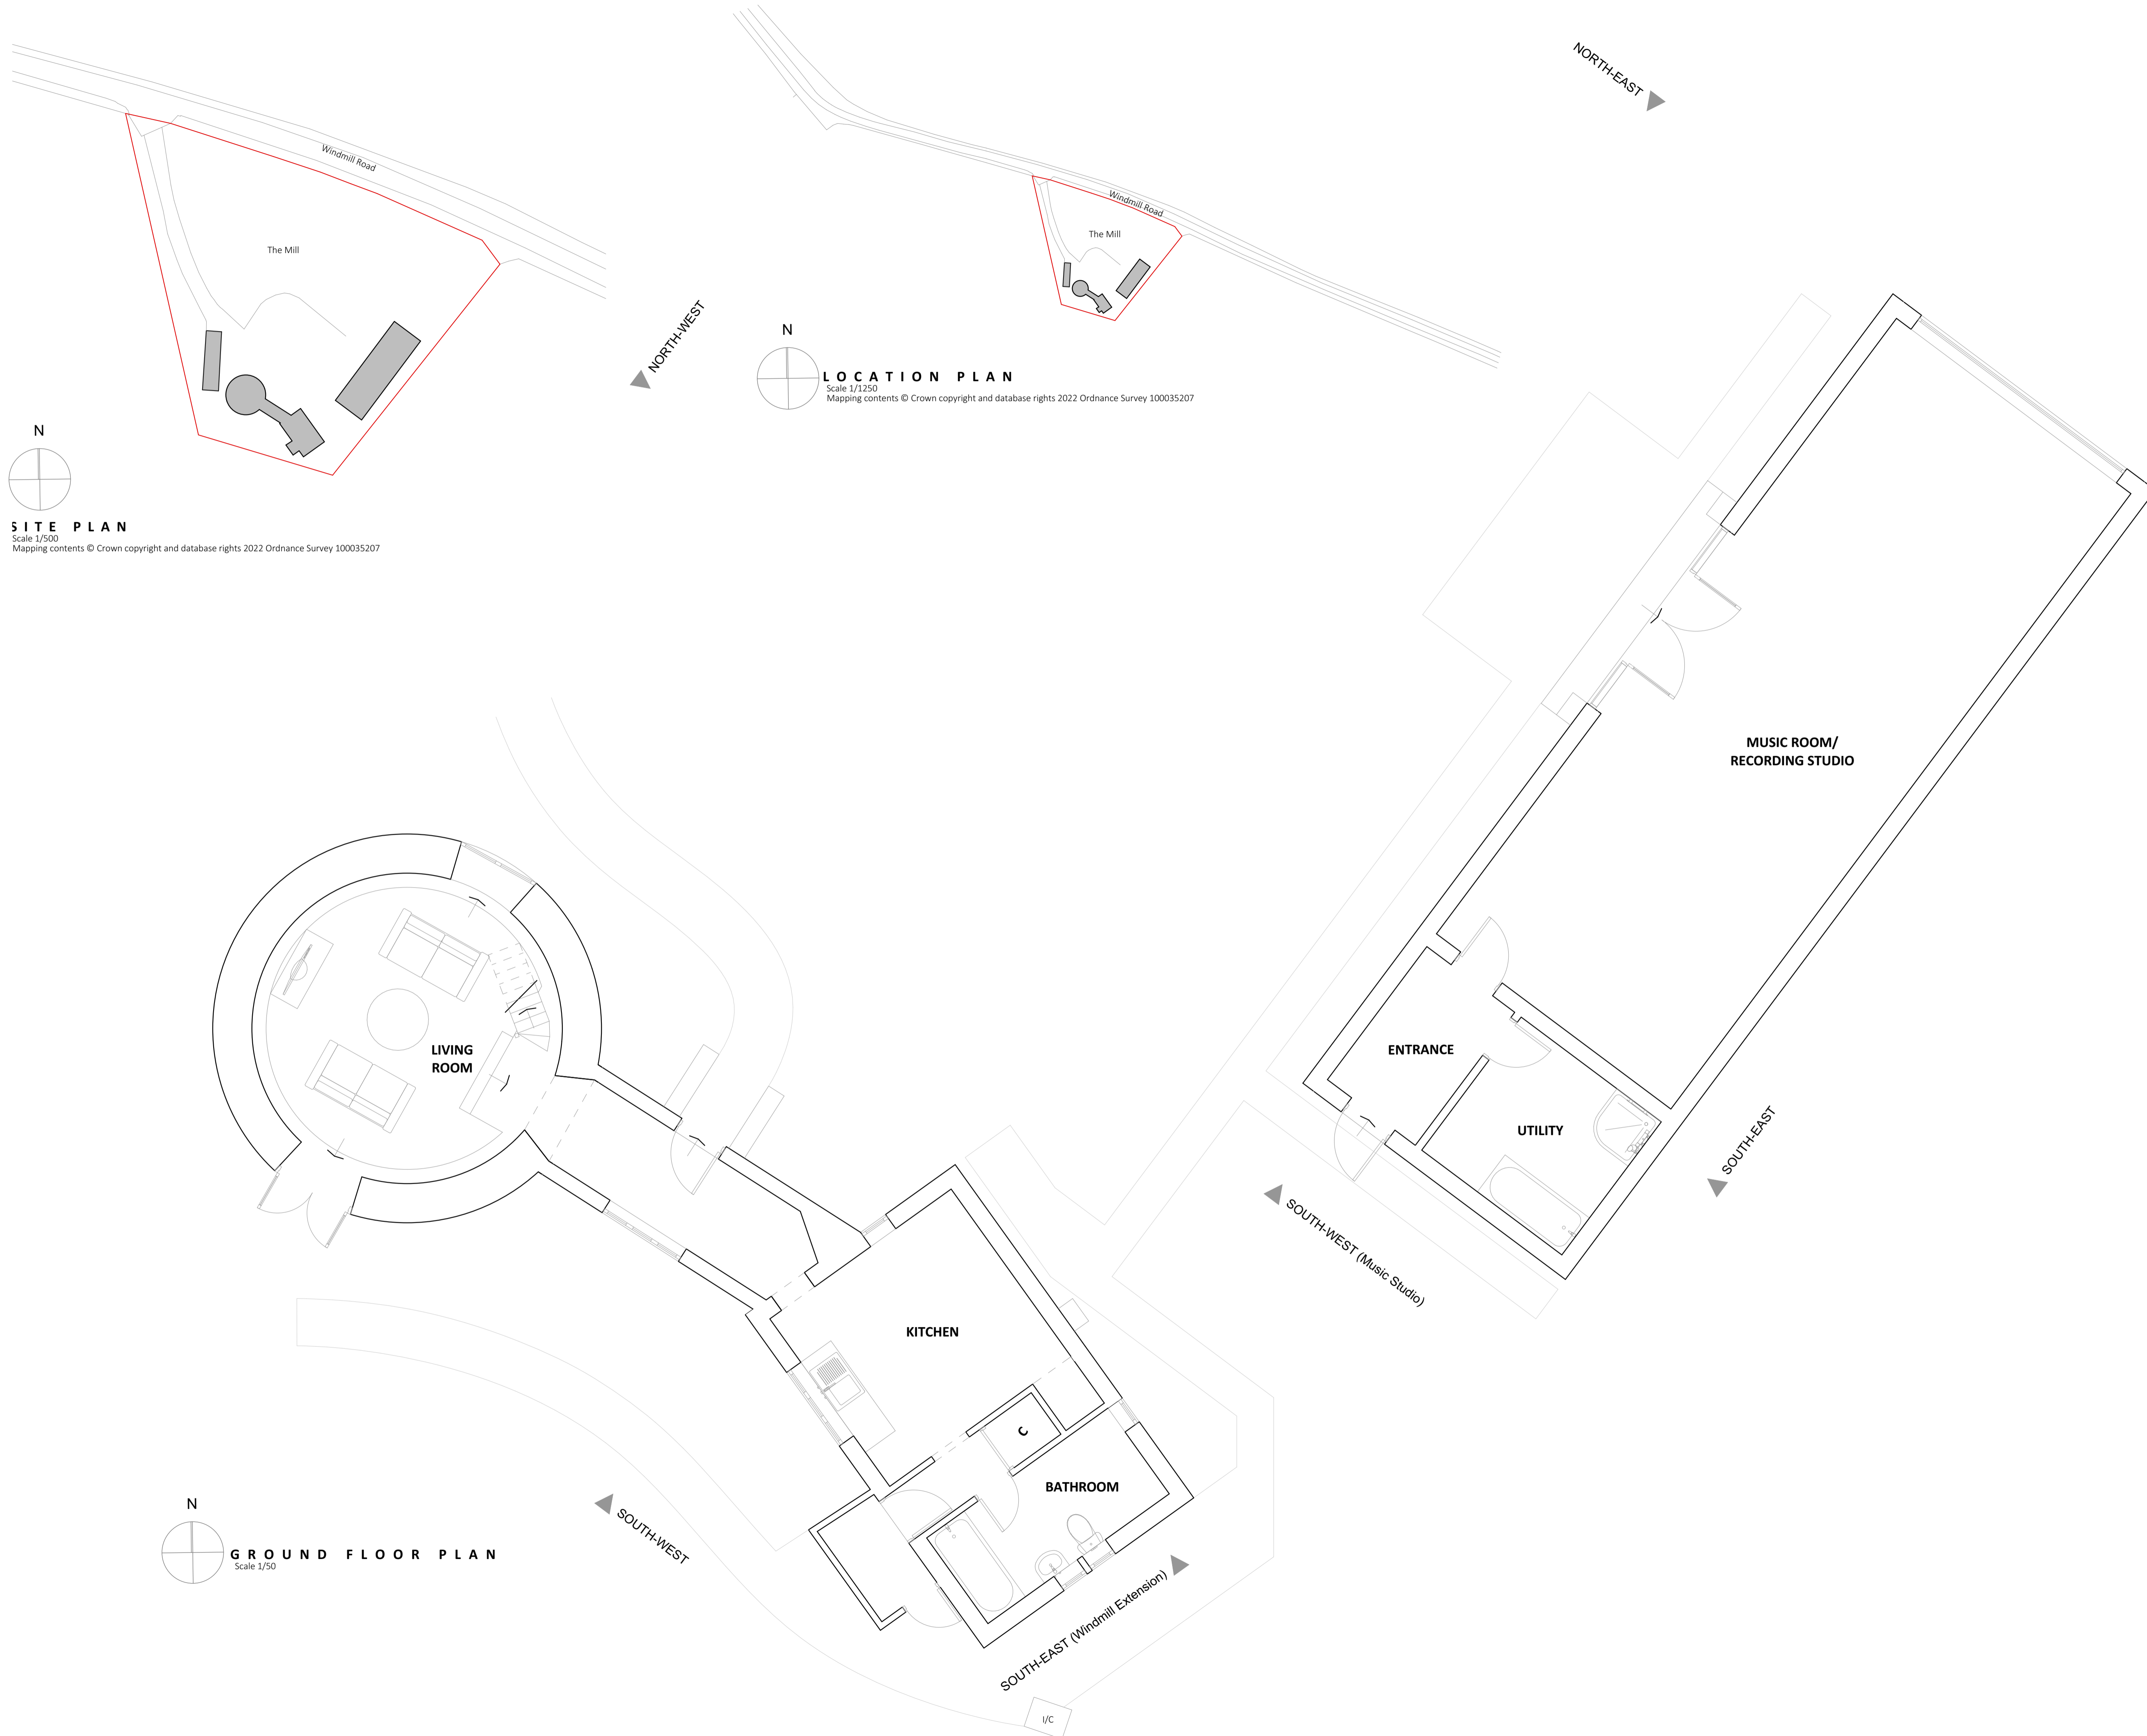 NORTH-EAST
Windmill Road
The Mill
N
SITE PLAN
Scale 1/500
Mapping contents © Crown copyright and database rights 2022 Ordnance Survey 100035207
NORTH-WEST
Windmill Road
The Mill
N
LOCATION PLAN
Scale 1/1250
Mapping contents © Crown copyright and database rights 2022 Ordnance Survey 100035207
MUSIC ROOM/
RECORDING STUDIO
LIVING
ROOM
ENTRANCE
UTILITY
SOUTH-EAST
SOUTH-WEST (Music Studio)
KITCHEN
C
BATHROOM
SOUTH-WEST
N
GROUND FLOOR PLAN
Scale 1/50
SOUTH-EAST (Windmill Extension)
I/C